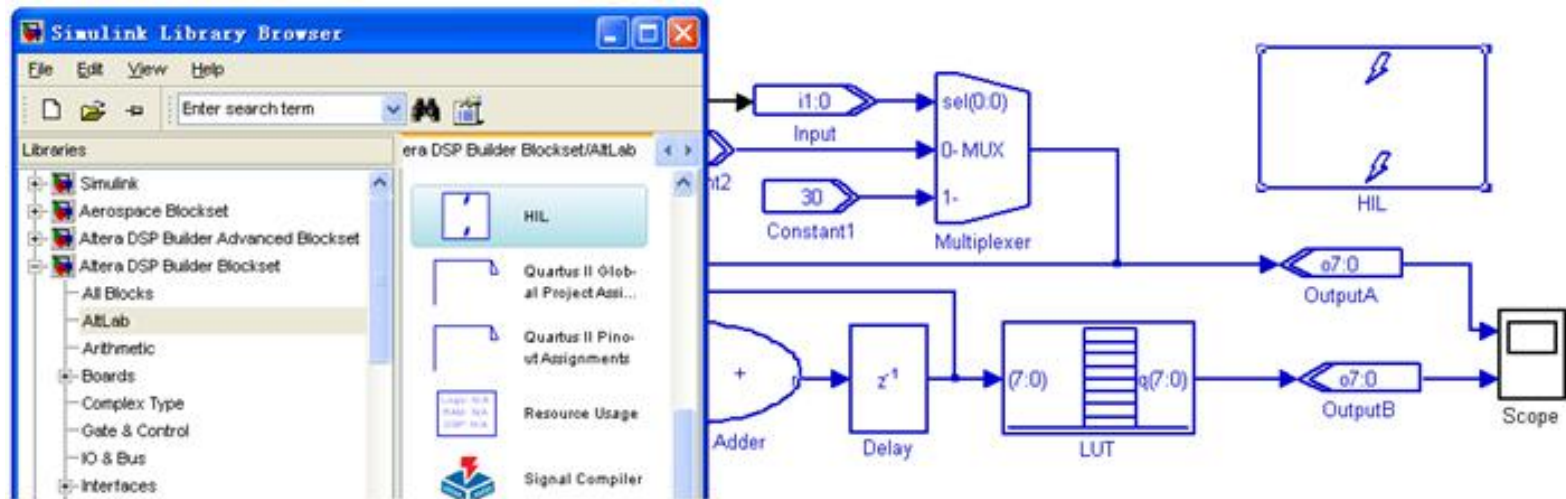 Simulink Library Browser
File Edit View Help
Enter search term
Libraries
era DSP Builder Blockset/AltLab
Simulink
Aerospace Blockset
Altera DSP Builder Advanced Blockset
Altera DSP Builder Blockset
All Blocks
AltLab
Arithmetic
Boards
Complex Type
Gate & Control
IO & Bus
Interfaces
HIL
Quartus II Glob-
al Project Assi...
Quartus II Pino-
ut Assignments
Logic N/A
RAM N/A
DSP N/A
Resource Usage
Signal Compiler
i1:0
Input
nt2
30
Constant1
sel(0:0)
0- MUX
1-
Multiplexer
HIL
o7:0
OutputA
+
Adder
z-1
Delay
(7:0)
q(7:0)
LUT
o7:0
OutputB
Scope